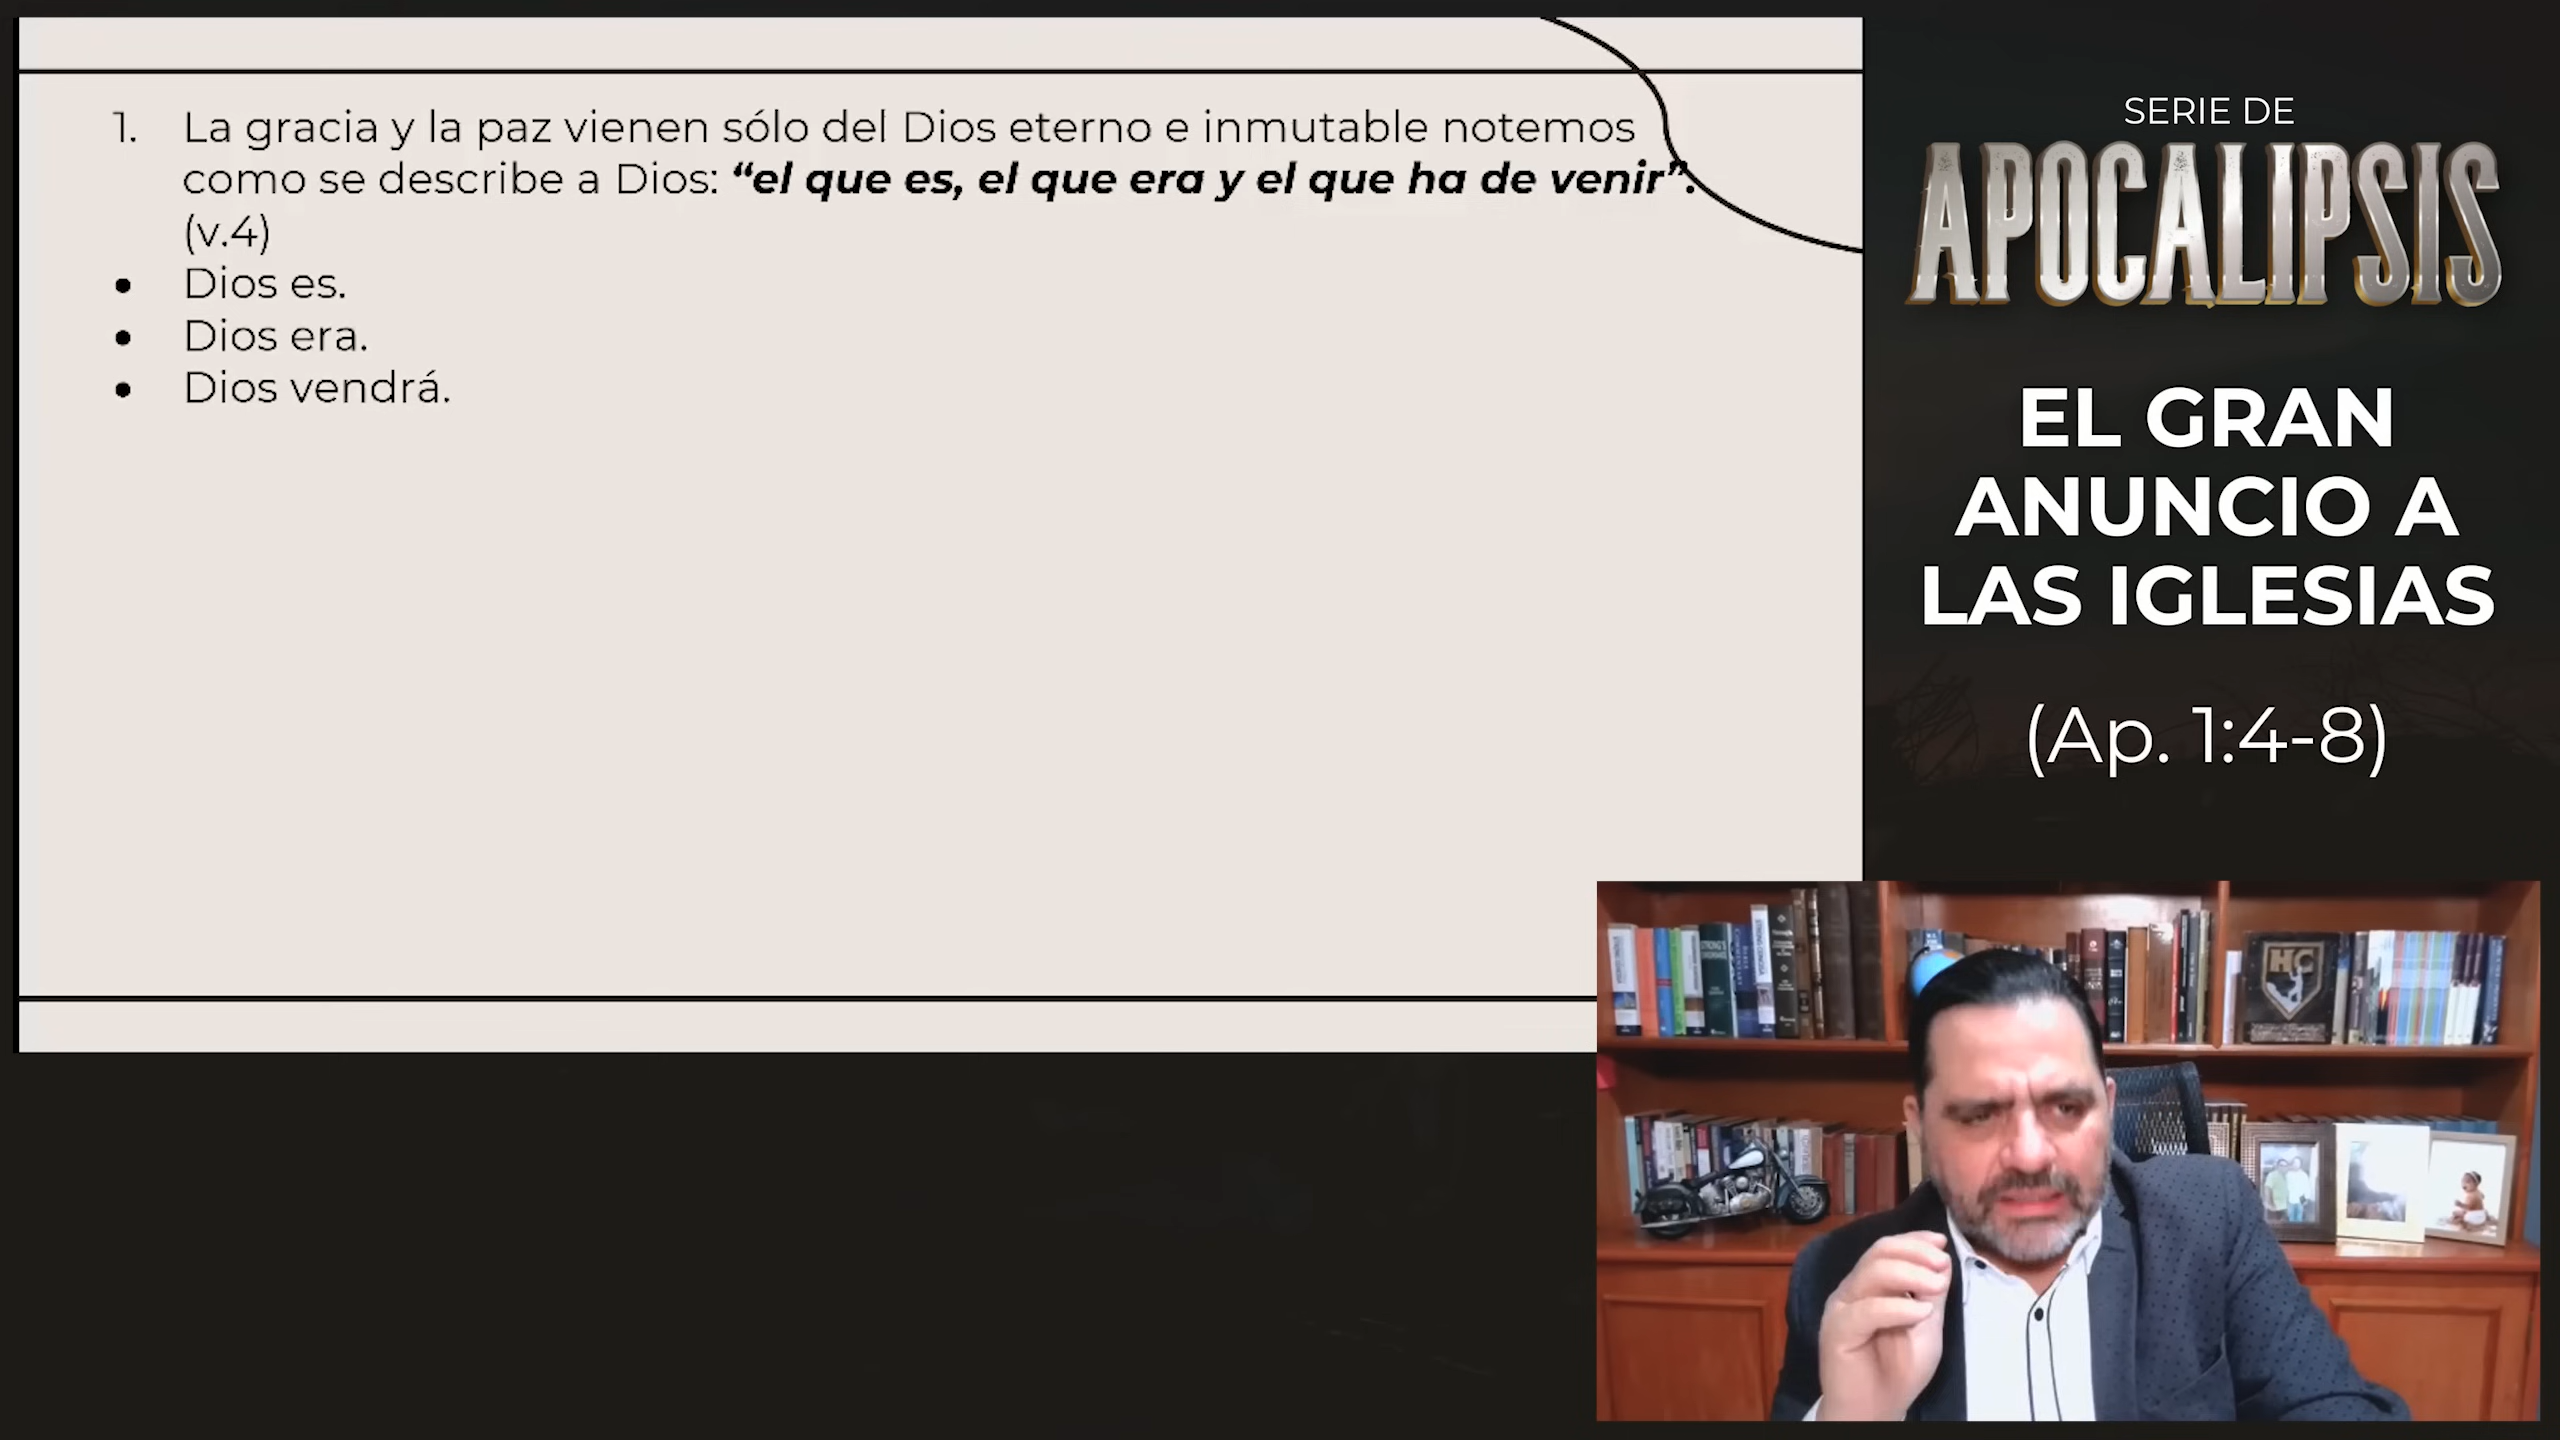 1. La gracia y la paz vienen sólo del Dios eterno e inmutable notemos
como se describe a Dios: “el que es, el que era y el que ha de venir”.
(v.4)
• Dios es.
• Dios era.
• Dios vendrá.
SERIE DE
APOCALIPSIS
EL GRAN
ANUNCIO A
LAS IGLESIAS
(Ap. 1:4-8)
HC